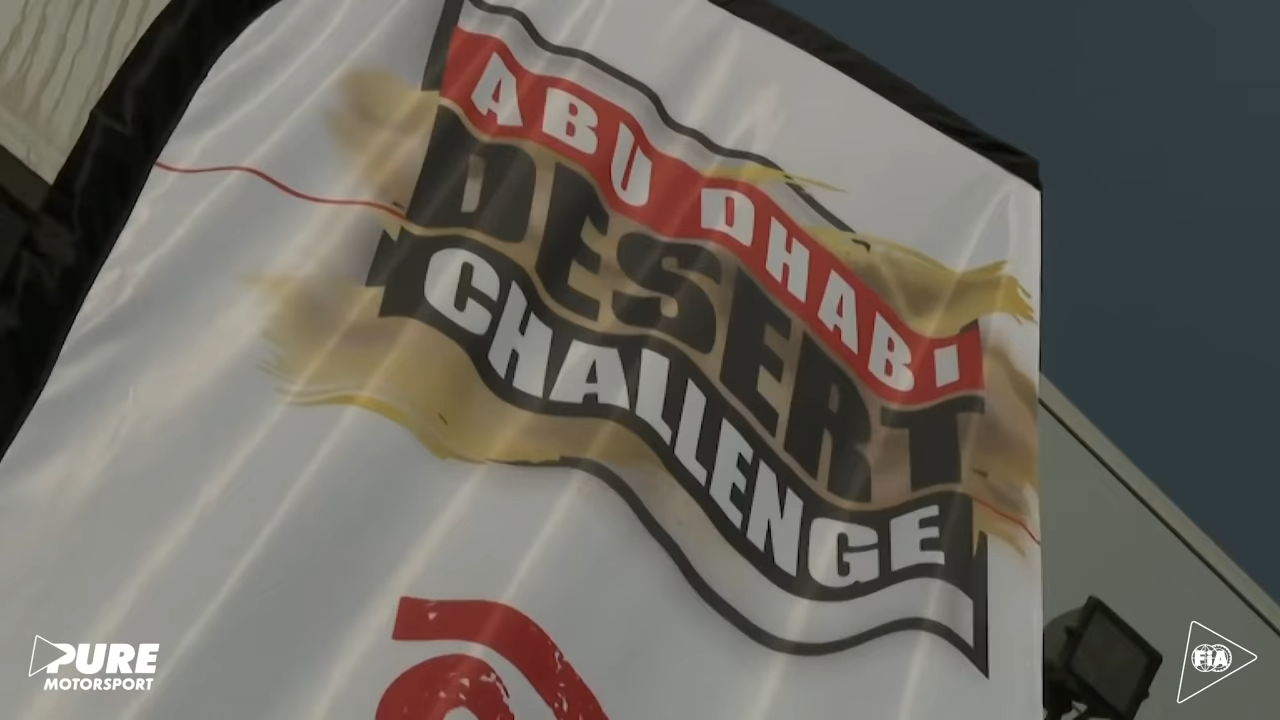 ABU DHABI
DESERT
CHALLENGE
PURE
MOTORSPORT
FIA